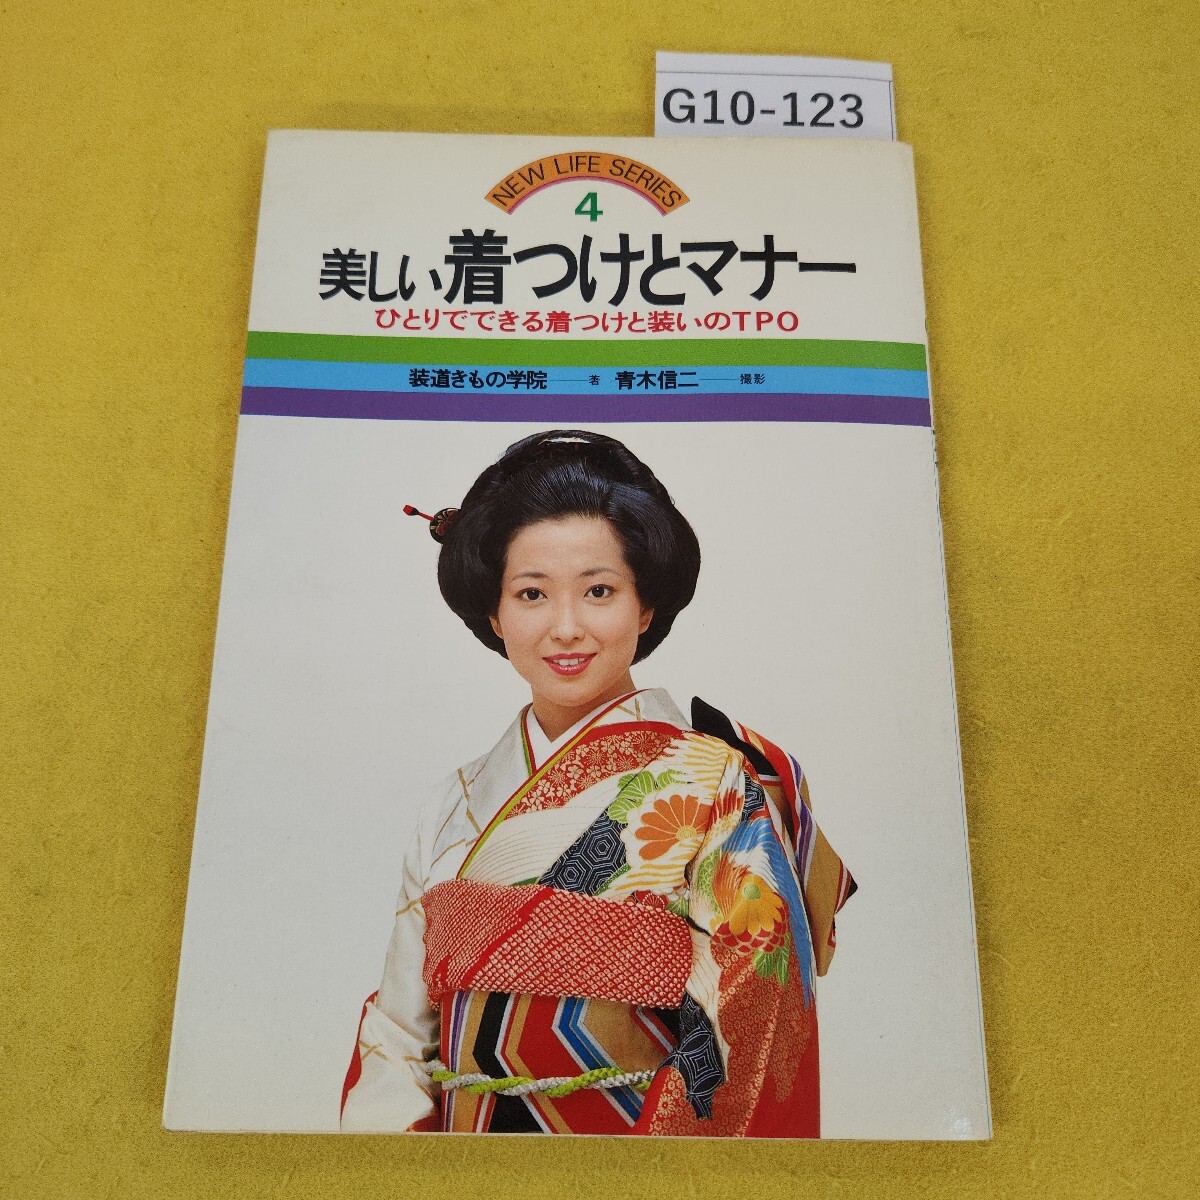 G10-123
NEW LIFE SERIES
4
美しい着つけとマナー
ひとりでできる着つけと装いのTPO
装道きもの学院――著 青木信二――撮影